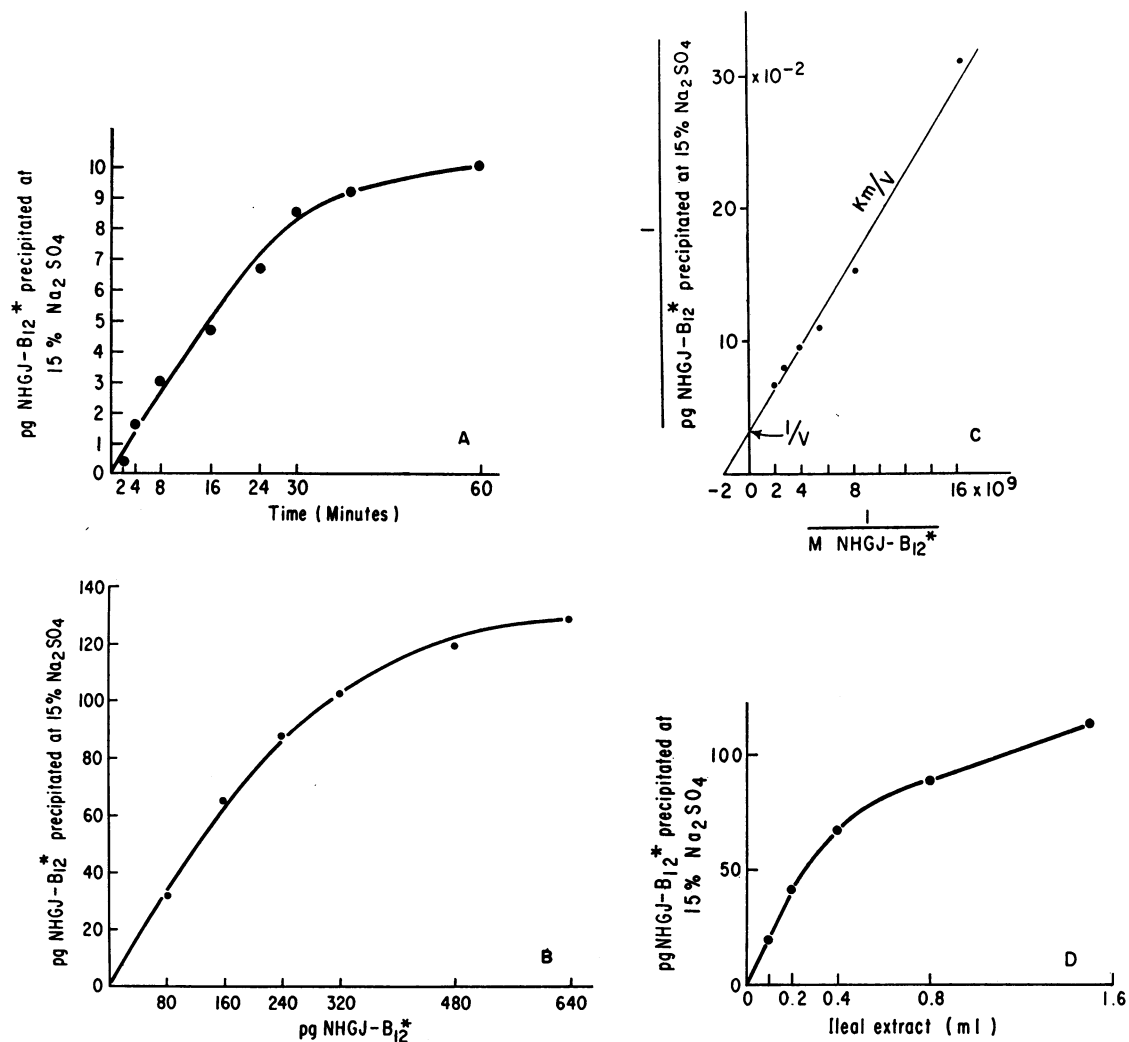 pg NHGJ-B12* precipitated at
15% Na2SO4
10
9
8
7
6
5
4
3
2
1
0
2 4 8 16 24 30 60
Time (Minutes)
A
1
pg NHGJ-B12* precipitated at 15% Na2SO4
30 x10-2
20
10
Km/V
1/V
C
-2 0 2 4 8 16 x 10^9
1
M NHGJ-B12*
pg NHGJ-B12* precipitated at 15% Na2SO4
140
120
100
80
60
40
20
0
80 160 240 320 480 640
pg NHGJ-B12*
B
pg NHGJ-B12* precipitated at
15% Na2SO4
100
50
0
0 0.2 0.4 0.8 1.6
Ileal extract (ml)
D